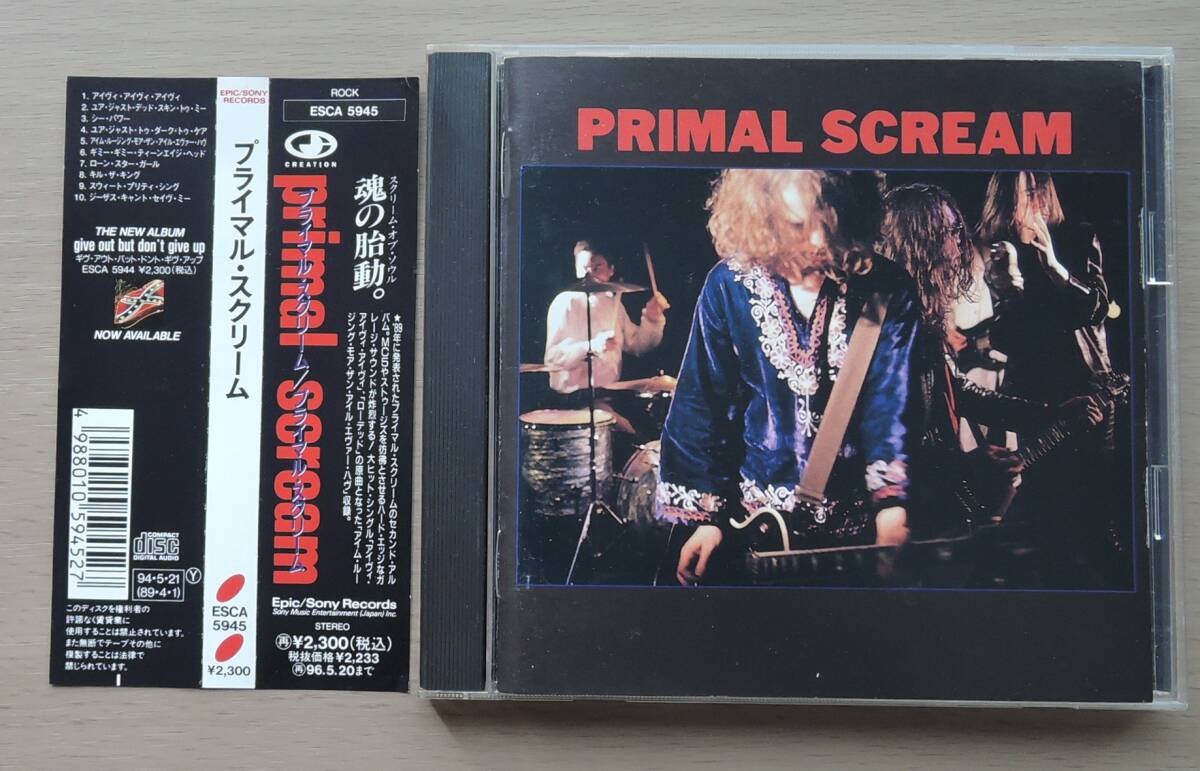 1. アイヴィ・アイヴィ・アイヴィ
2. ユア・ジャスト・デッド・スキン・トゥ・ミー
3. シー・パワー
4. ユア・ジャスト・トゥ・ダーク・トゥ・ケア
5. アイム・ルージング・モア・ザン・アイル・エヴァー・ハヴ
6. ギミー・ギミー・ティーンエイジ・ヘッド
7. ローン・スター・ガール
8. キル・ザ・キング
9. スウィート・プリティ・シング
10. ジーザス・キャント・セイヴ・ミー
THE NEW ALBUM
give out but don't give up
ギヴ・アウト・バット・ドント・ギヴ・アップ
ESCA 5944 ¥2,300(税込)
NOW AVAILABLE
4 988010 594527
COMPACT
disc
DIGITAL AUDIO
94・5・21
(89・4・1)
Y
このディスクを権利者の
許諾なく賃貸業に
使用することは禁止されています。
また無断でテープその他に
複製することは法律で
禁じられています。
EPIC/SONY
RECORDS
プライマル・スクリーム
ESCA
5945
¥2,300
ROCK
ESCA 5945
CREATION
primal scream
プライマル・スクリーム/プライマル・スクリーム
スクリーム・オブ・ソウル
魂の胎動。
★'89年に発表されたプライマル・スクリームのセカンド・アル
バム。MC5やストゥージズを彷彿とさせるハード・エッジなガ
レージ・サウンドが炸裂する!大ヒット・シングル「アイヴィ・
アイヴィ・アイヴィ」、「ローデッド」の原曲となった「アイム・ルー
ジング・モア・ザン・アイル・エヴァー・ハヴ」収録。
Epic/Sony Records
Sony Music Entertainment (Japan) Inc.
STEREO
再¥2,300(税込)
税抜価格¥2,233
再96.5.20まで
PRIMAL SCREAM